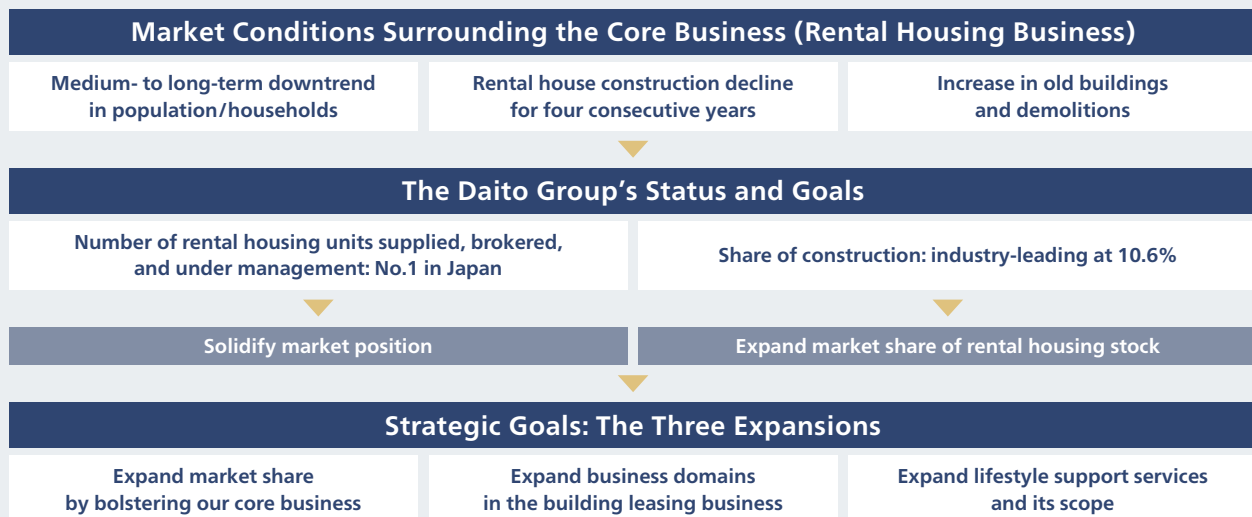 Market Conditions Surrounding the Core Business (Rental Housing Business)
Medium- to long-term downtrend
in population/households
Rental house construction decline
for four consecutive years
Increase in old buildings
and demolitions
The Daito Group’s Status and Goals
Number of rental housing units supplied, brokered,
and under management: No.1 in Japan
Share of construction: industry-leading at 10.6%
Solidify market position
Expand market share of rental housing stock
Strategic Goals: The Three Expansions
Expand market share
by bolstering our core business
Expand business domains
in the building leasing business
Expand lifestyle support services
and its scope